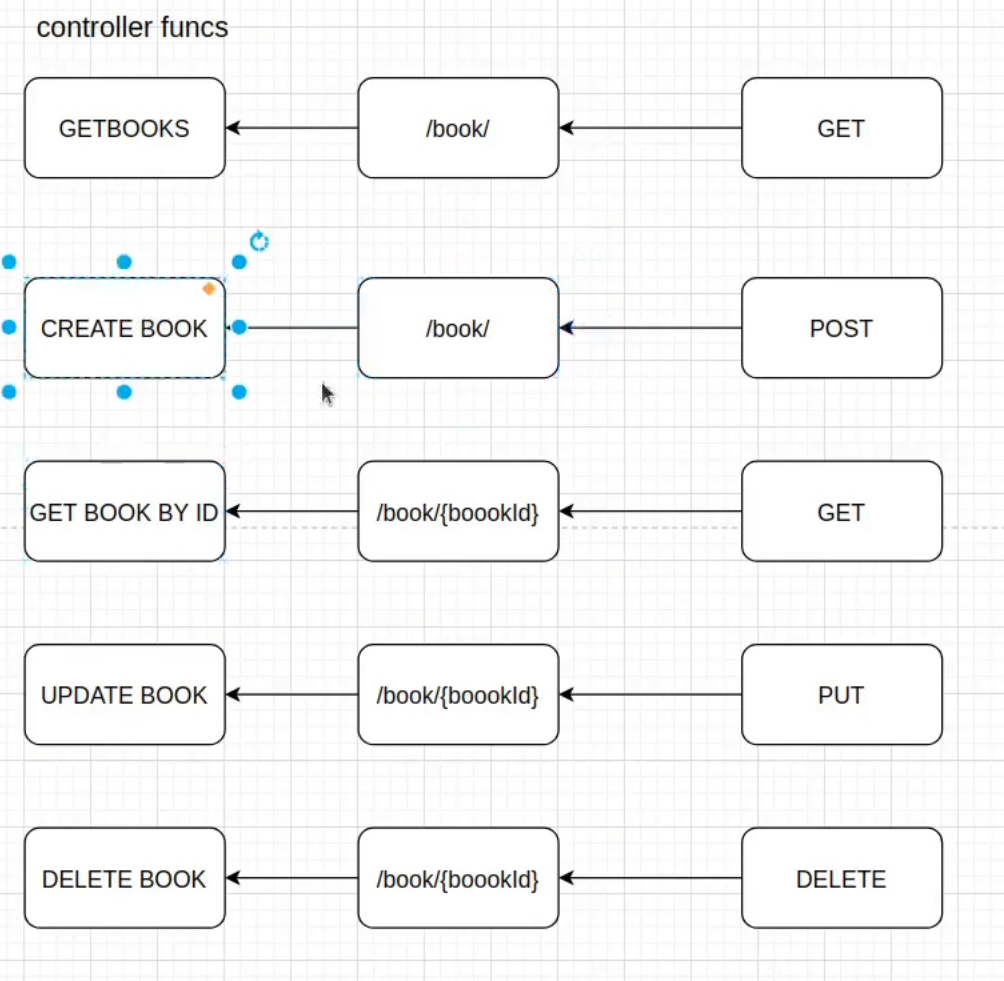 controller funcs
GETBOOKS
/book/
GET
CREATE BOOK
/book/
POST
GET BOOK BY ID
/book/{boookId}
GET
UPDATE BOOK
/book/{boookId}
PUT
DELETE BOOK
/book/{boookId}
DELETE